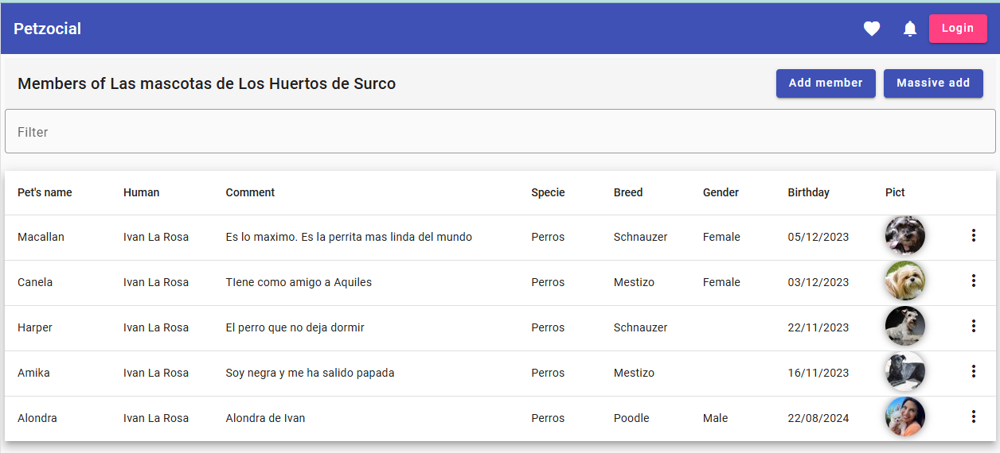 Petzocial Login
Members of Las mascotas de Los Huertos de Surco Add member Massive add
Filter
Pet's name Human Comment Specie Breed Gender Birthday Pict
Macallan Ivan La Rosa Es lo maximo. Es la perrita mas linda del mundo Perros Schnauzer Female 05/12/2023
Canela Ivan La Rosa TIene como amigo a Aquiles Perros Mestizo Female 03/12/2023
Harper Ivan La Rosa El perro que no deja dormir Perros Schnauzer 22/11/2023
Amika Ivan La Rosa Soy negra y me ha salido papada Perros Mestizo 16/11/2023
Alondra Ivan La Rosa Alondra de Ivan Perros Poodle Male 22/08/2024